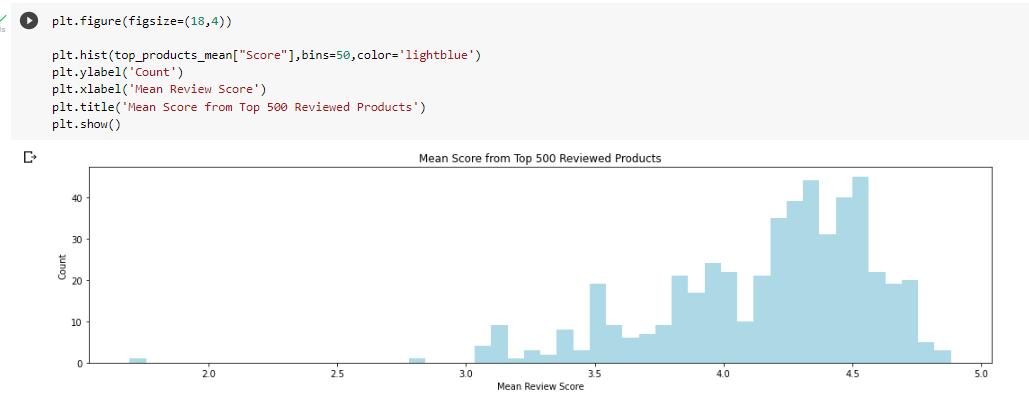 plt.figure(figsize=(18,4))
plt.hist(top_products_mean["Score"],bins=50,color='lightblue')
plt.ylabel('Count')
plt.xlabel('Mean Review Score')
plt.title('Mean Score from Top 500 Reviewed Products')
plt.show()
Mean Score from Top 500 Reviewed Products
40
30
20
10
0
Count
2.0 2.5 3.0 3.5 4.0 4.5 5.0
Mean Review Score